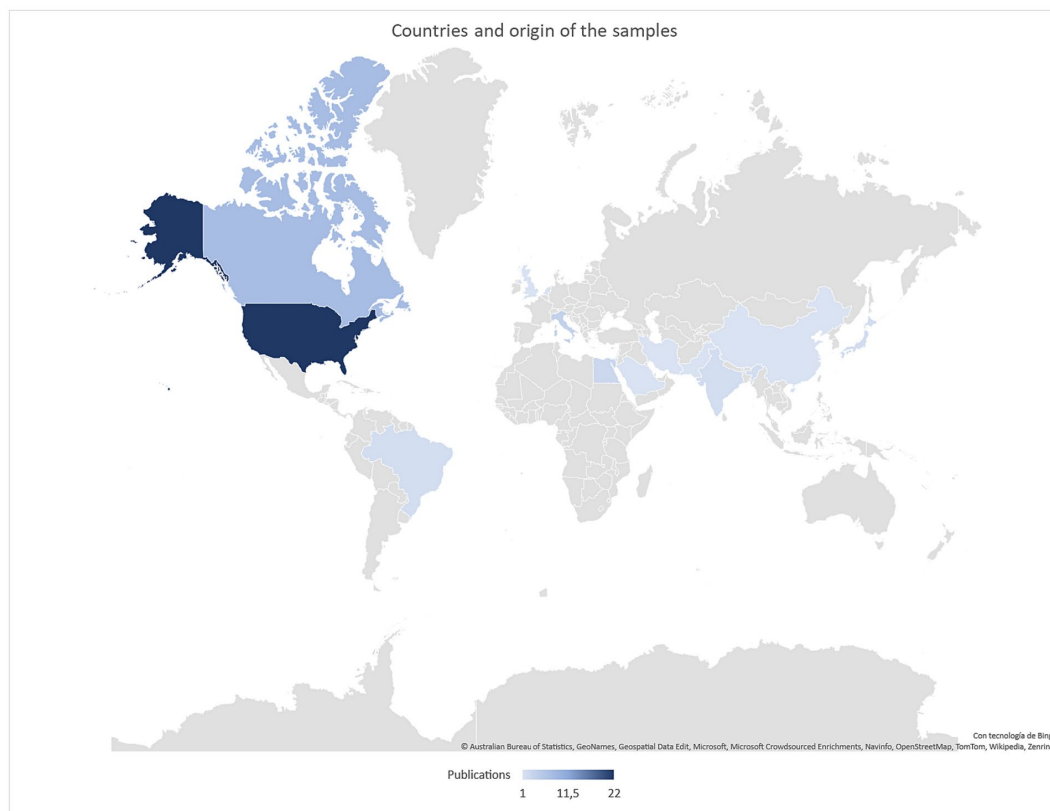 Countries and origin of the samples
Con tecnología de Bing
© Australian Bureau of Statistics, GeoNames, Geospatial Data Edit, Microsoft, Microsoft Crowdsourced Enrichments, Navinfo, OpenStreetMap, TomTom, Wikipedia, Zenrin
Publications
1 11,5 22